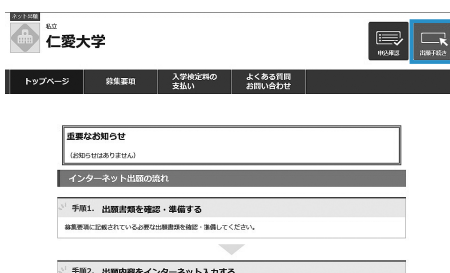 ネット出願
私立
仁愛大学
申込確認
出願手続き
トップページ
募集要項
入学検定料の
支払い
よくある質問
お問い合わせ
重要なお知らせ
(お知らせはありません)
インターネット出願の流れ
手順1. 出願書類を確認・準備する
募集要項に記載されている必要な出願書類を確認・準備してください。
手順2. 出願内容をインターネット入力する